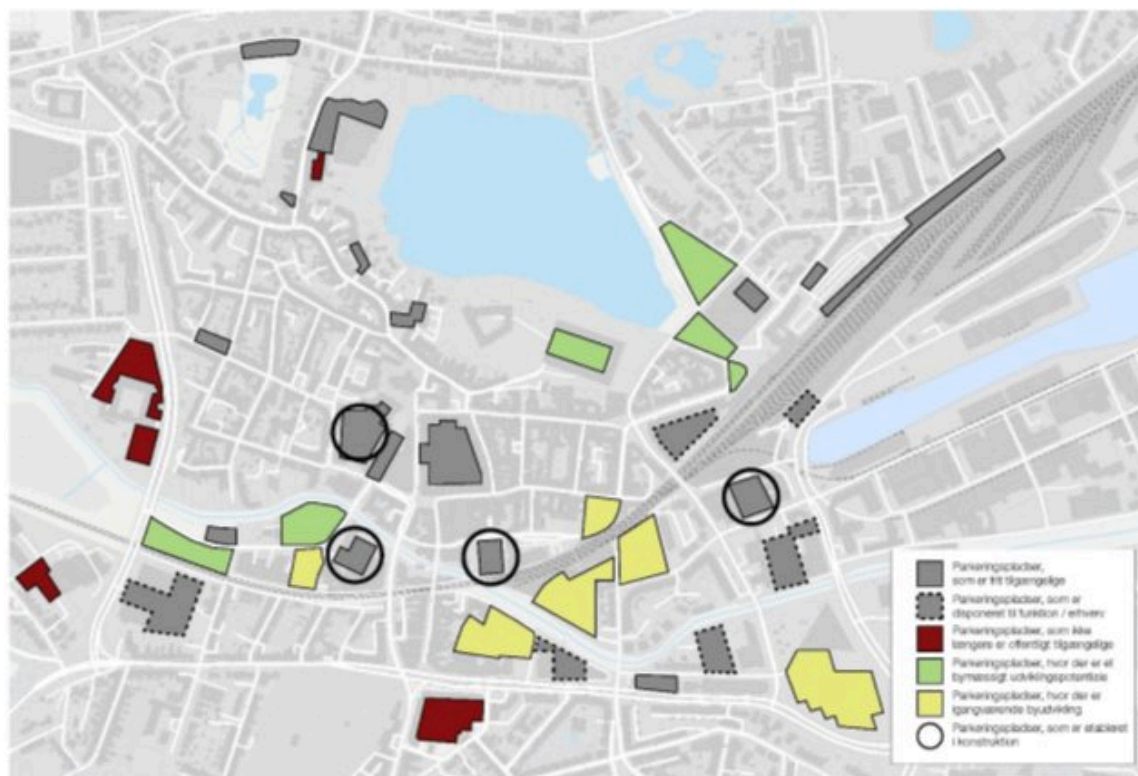 Parkeringspladser,
som er frit tilgængelige
Parkeringspladser, som er
disponeret til funktion / erhverv
Parkeringspladser, som ikke
længere er offentligt tilgængelige
Parkeringspladser, hvor der er et
bymæssigt udviklingspotentiale
Parkeringspladser, hvor der er
igangværende byudvikling
Parkeringspladser, som er etableret
i konstruktion